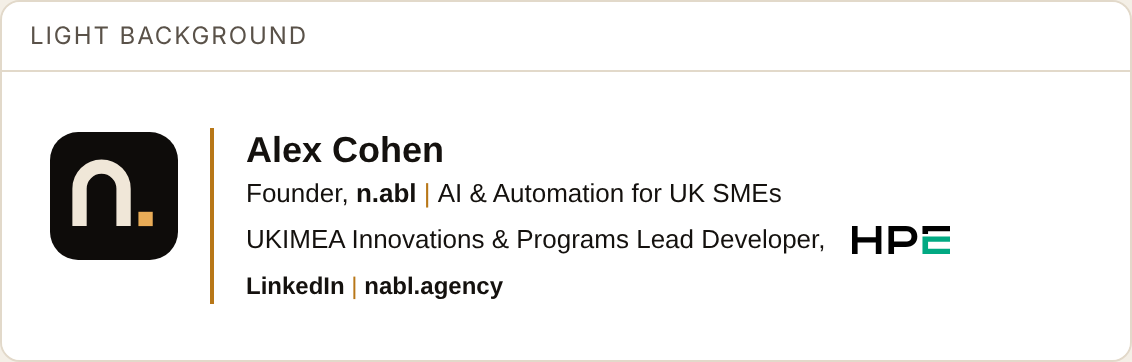 LIGHT BACKGROUND
n.
Alex Cohen
Founder, n.abl | AI & Automation for UK SMEs
UKIMEA Innovations & Programs Lead Developer, HPE
LinkedIn | nabl.agency